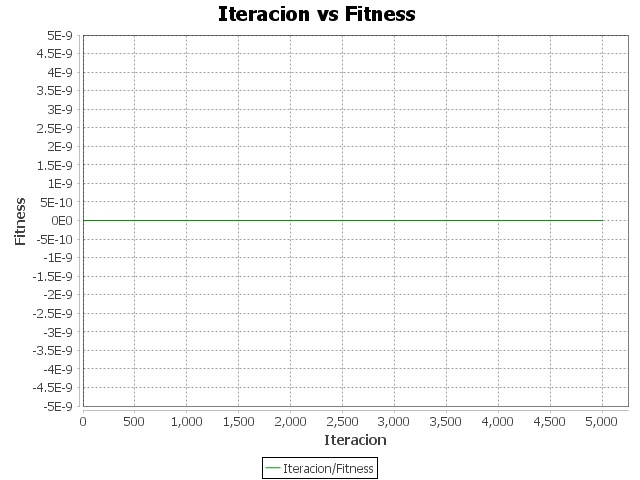 Iteracion vs Fitness
5E-9
4.5E-9
4E-9
3.5E-9
3E-9
2.5E-9
2E-9
1.5E-9
1E-9
5E-10
0E0
-5E-10
-1E-9
-1.5E-9
-2E-9
-2.5E-9
-3E-9
-3.5E-9
-4E-9
-4.5E-9
-5E-9
Fitness
0 500 1,000 1,500 2,000 2,500 3,000 3,500 4,000 4,500 5,000
Iteracion
Iteracion/Fitness